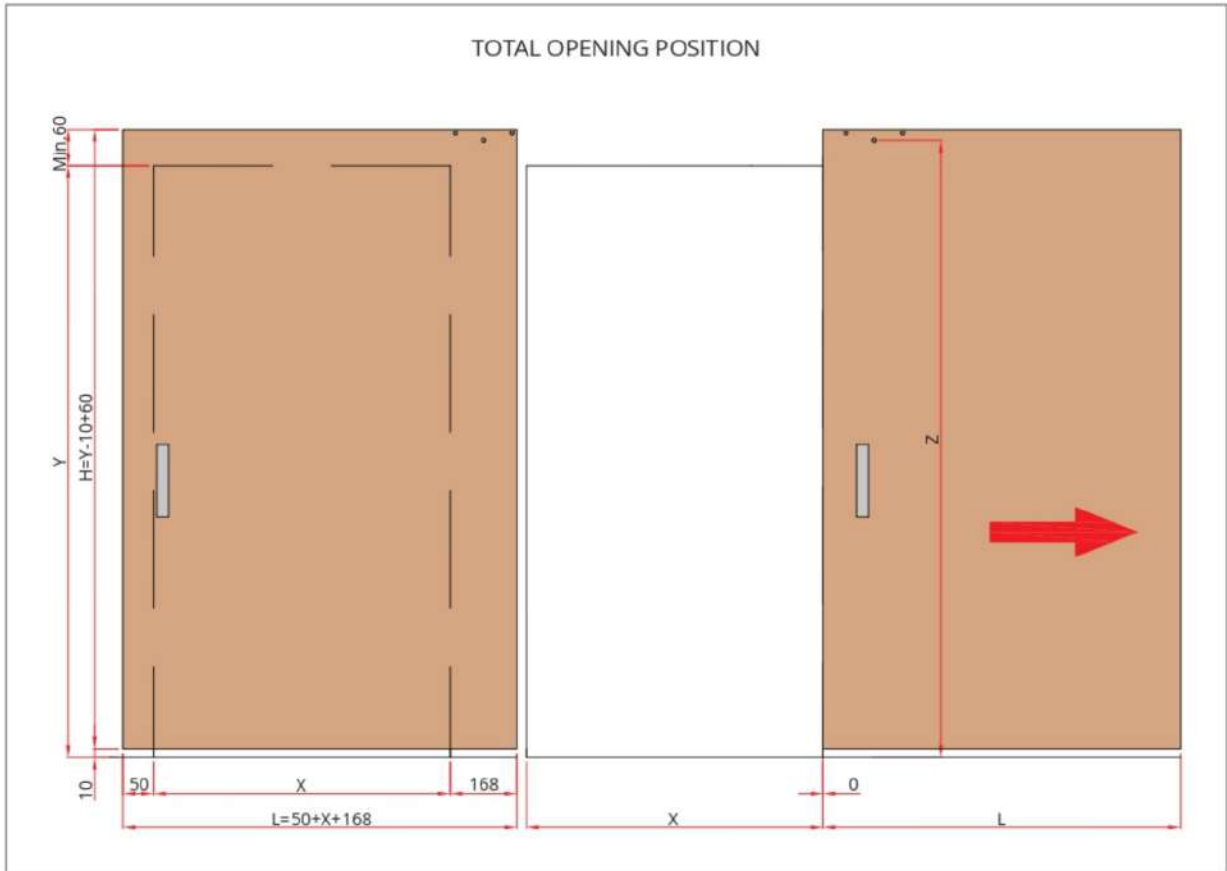 TOTAL OPENING POSITION
Min.60
Y
H=Y-10+60
Z
10
50
X
168
0
L=50+X+168
X
L